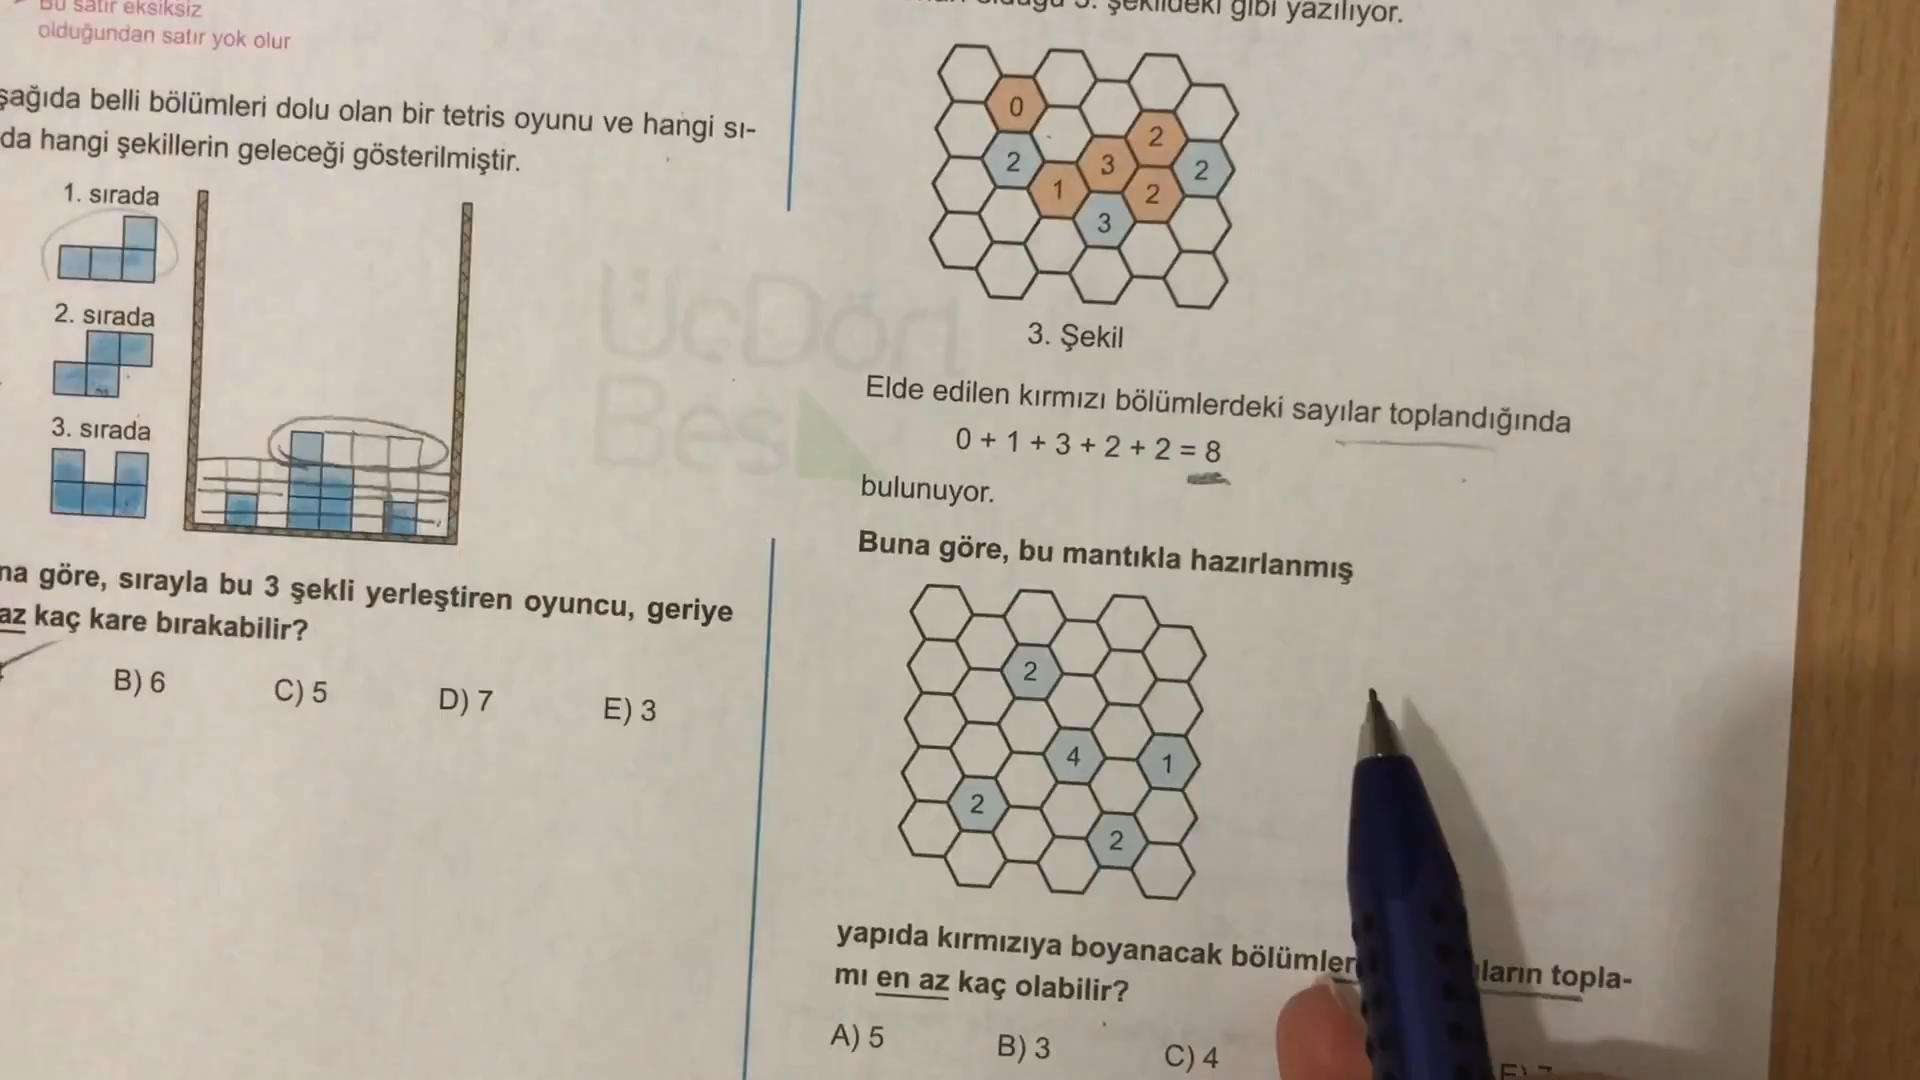 Bu satır eksiksiz
olduğundan satır yok olur
şağıda belli bölümleri dolu olan bir tetris oyunu ve hangi sı-
da hangi şekillerin geleceği gösterilmiştir.
1. sırada
2. sırada
3. sırada
na göre, sırayla bu 3 şekli yerleştiren oyuncu, geriye
az kaç kare bırakabilir?
B) 6 C) 5 D) 7 E) 3
3. şekildeki gibi yazılıyor.
0
2
2
3
2
1
2
3
3. Şekil
Elde edilen kırmızı bölümlerdeki sayılar toplandığında
0 + 1 + 3 + 2 + 2 = 8
bulunuyor.
Buna göre, bu mantıkla hazırlanmış
2
4
1
2
2
yapıda kırmızıya boyanacak bölümler ların topla-
mı en az kaç olabilir?
A) 5 B) 3 C) 4
ÜçDört
Beş